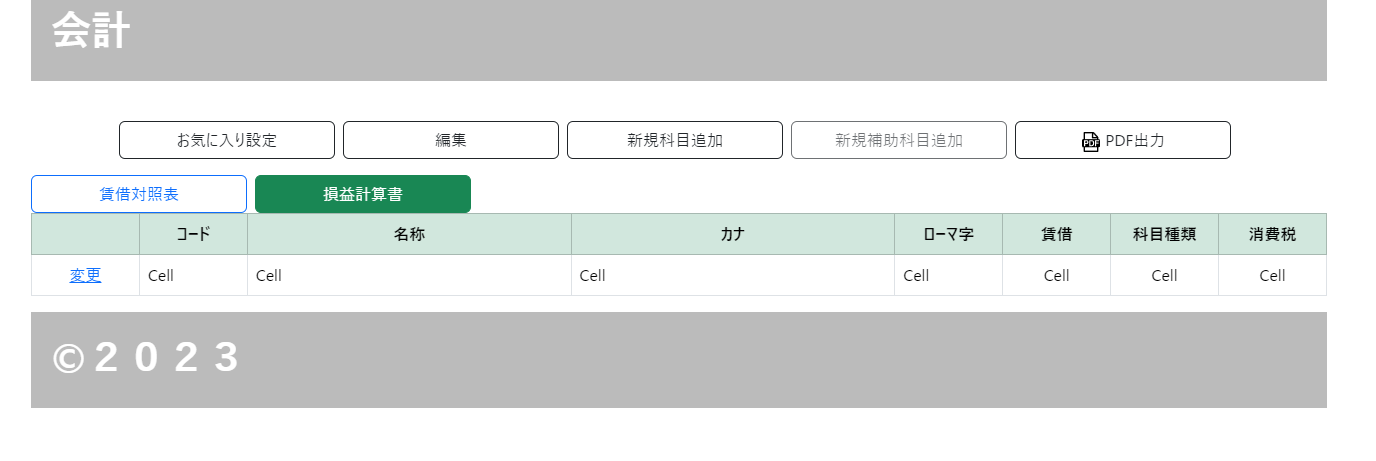 会計
お気に入り設定 編集 新規科目追加 新規補助科目追加 PDF PDF出力
賃借対照表 損益計算書
コード 名称 カナ ローマ字 賃借 科目種類 消費税
変更 Cell Cell Cell Cell Cell Cell Cell
©２０２３